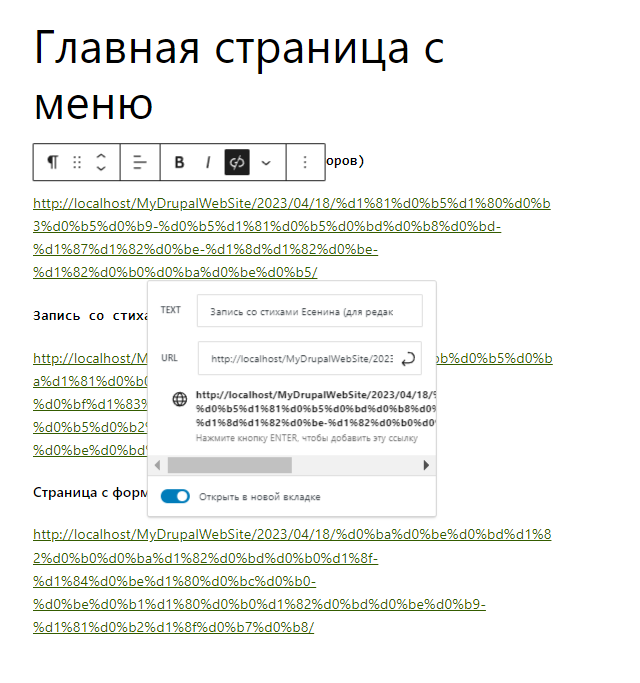 Главная страница с
меню
B I
оров)
http://localhost/MyDrupalWebSite/2023/04/18/%d1%81%d0%b5%d1%80%d0%b
3%d0%b5%d0%b9-%d0%b5%d1%81%d0%b5%d0%bd%d0%b8%d0%bd-
%d1%87%d1%82%d0%be-%d1%8d%d1%82%d0%be-
%d1%82%d0%b0%d0%ba%d0%be%d0%b5/
TEXT Запись со стихами Есенина (для редак
Запись со стиха
URL http://localhost/MyDrupalWebSite/2023
http://localhost/M
bb%d0%b5%d0%b
a%d1%81%d0%b0
%d0%bf%d1%83%
%d0%b5%d0%b2%
%d0%be%d0%bd%
http://localhost/MyDrupalWebSite/2023/04/18/%
%d0%b5%d1%81%d0%b5%d0%bd%d0%b8%d0%
%d1%8d%d1%82%d0%be-%d1%82%d0%b0%d0%
Нажмите кнопку ENTER, чтобы добавить эту ссылку
Страница с форм
Открыть в новой вкладке
http://localhost/MyDrupalWebSite/2023/04/18/%d0%ba%d0%be%d0%bd%d1%8
2%d0%b0%d0%ba%d1%82%d0%bd%d0%b0%d1%8f-
%d1%84%d0%be%d1%80%d0%bc%d0%b0-
%d0%be%d0%b1%d1%80%d0%b0%d1%82%d0%bd%d0%be%d0%b9-
%d1%81%d0%b2%d1%8f%d0%b7%d0%b8/